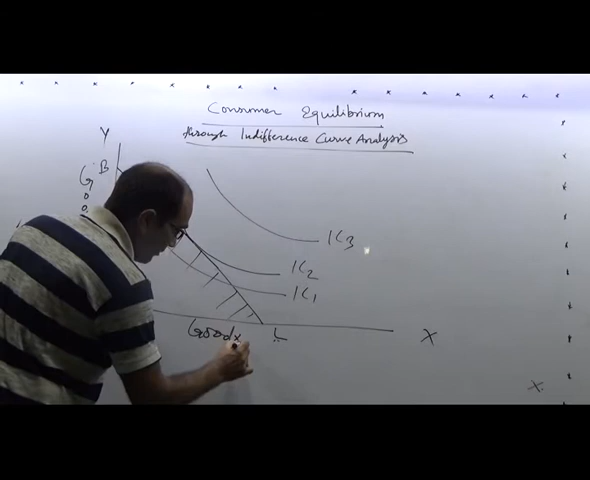 Consumer Equilibrium
through Indifference Curve Analysis
Y
B
G
o
o
IC3
IC2
IC1
Goodx L
X
X